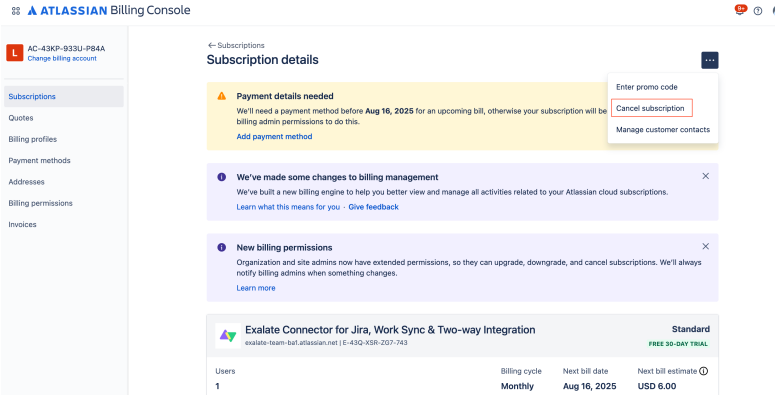 ATLASSIAN Billing Console
9+
L
AC-43KP-933U-P84A
Change billing account
Subscriptions
Quotes
Billing profiles
Payment methods
Addresses
Billing permissions
Invoices
← Subscriptions
Subscription details
Enter promo code
Cancel subscription
Manage customer contacts
Payment details needed
We'll need a payment method before Aug 16, 2025 for an upcoming bill, otherwise your subscription will be
billing admin permissions to do this.
Add payment method
We've made some changes to billing management
We've built a new billing engine to help you better view and manage all activities related to your Atlassian cloud subscriptions.
Learn what this means for you · Give feedback
New billing permissions
Organization and site admins now have extended permissions, so they can upgrade, downgrade, and cancel subscriptions. We'll always
notify billing admins when something changes.
Learn more
Exalate Connector for Jira, Work Sync & Two-way Integration
Standard
exalate-team-ba1.atlassian.net | E-43Q-XSR-ZG7-743
FREE 30-DAY TRIAL
Users
Billing cycle
Next bill date
Next bill estimate
1
Monthly
Aug 16, 2025
USD 6.00